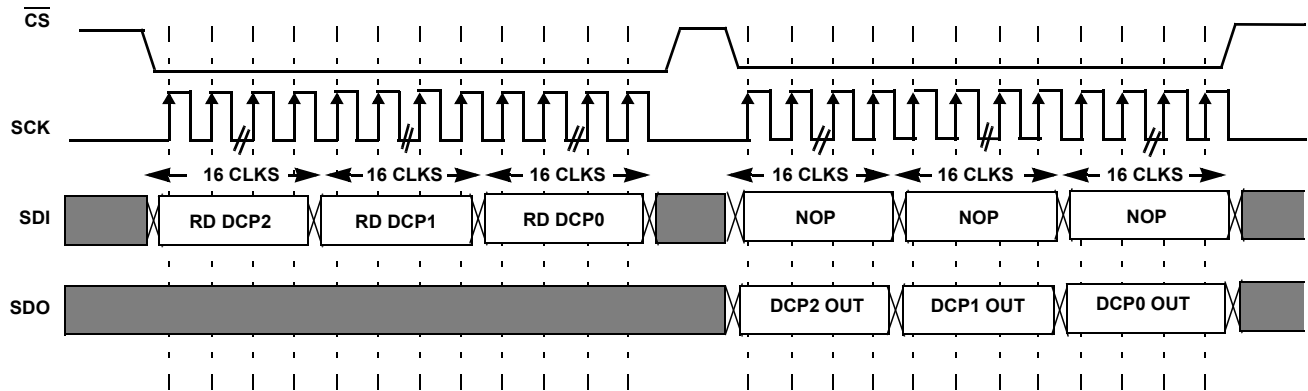 CS
SCK
16 CLKS 16 CLKS 16 CLKS 16 CLKS 16 CLKS 16 CLKS
SDI RD DCP2 RD DCP1 RD DCP0 NOP NOP NOP
SDO DCP2 OUT DCP1 OUT DCP0 OUT